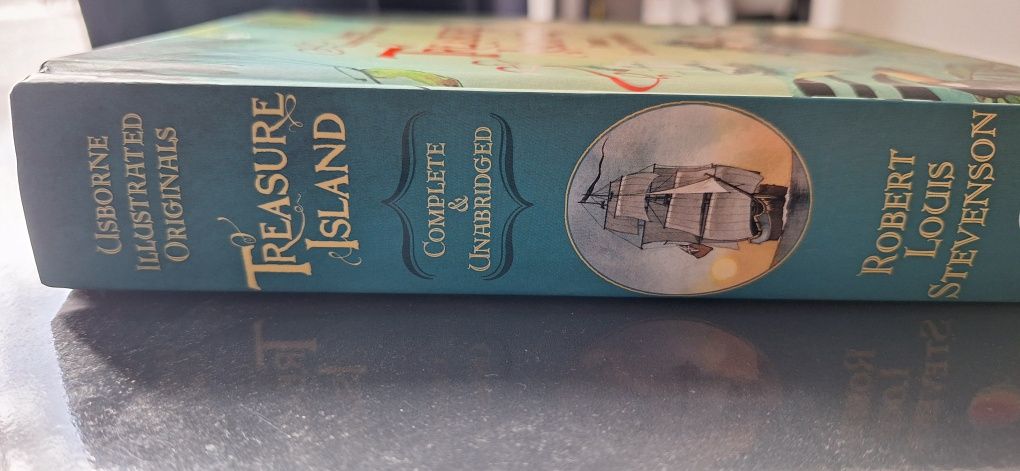 USBORNE
ILLUSTRATED
ORIGINALS
TREASURE
ISLAND
COMPLETE
&
UNABRIDGED
ROBERT
LOUIS
STEVENSON